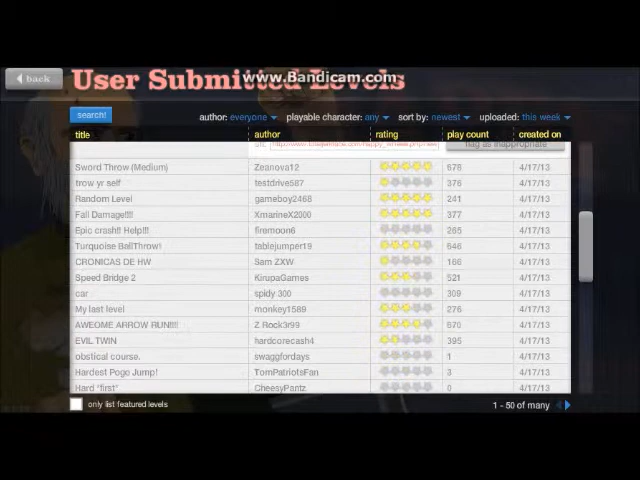 back
User Submitted Levels
www.Bandicam.com
search!
author: everyone playable character: any sort by: newest uploaded: this week
title author rating play count created on
flag as inappropriate
Sword Throw (Medium) Zeanova12 676 4/17/13
trow yr self testdrive587 376 4/17/13
Random Level gameboy2468 241 4/17/13
Fall Damage!!!! XmarineX2000 377 4/17/13
Epic crash!! Help!!! firemoon6 265 4/17/13
Turquoise BallThrow! tablejumper19 646 4/17/13
CRONICAS DE HW Sam ZXW 166 4/17/13
Speed Bridge 2 KirupaGames 521 4/17/13
car spidy 300 309 4/17/13
My last level monkey1589 276 4/17/13
AWEOME ARROW RUN!!!! Z Rock3r99 570 4/17/13
EVIL TWIN hardcorecash4 395 4/17/13
obstical course. swaggfordays 1 4/17/13
Hardest Pogo Jump! TomPatriotsFan 3 4/17/13
Hard "first" CheesyPantz 0 4/17/13
only list featured levels
1 - 50 of many